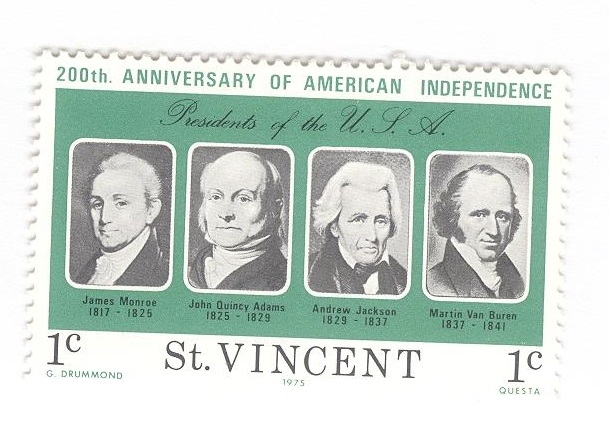 200th. ANNIVERSARY OF AMERICAN INDEPENDENCE
Presidents of the U. S. A.
James Monroe
1817 - 1825
John Quincy Adams
1825 - 1829
Andrew Jackson
1829 - 1837
Martin Van Buren
1837 - 1841
1c St. VINCENT 1c
G. DRUMMOND 1975 QUESTA